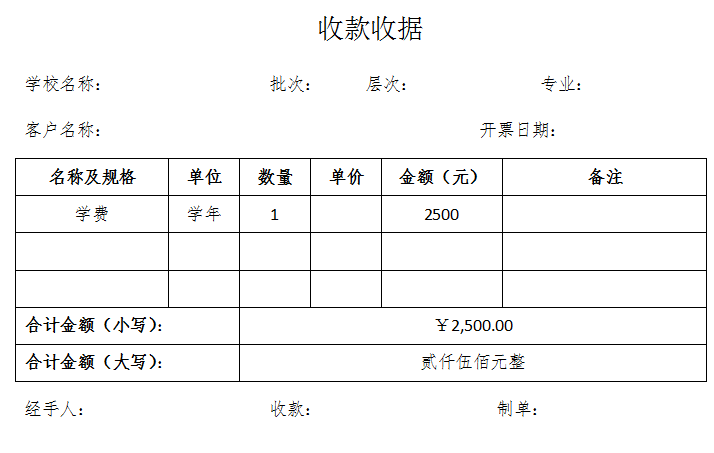 收款收据
学校名称： 批次： 层次： 专业：
客户名称： 开票日期：
名称及规格 单位 数量 单价 金额（元） 备注
学费 学年 1 2500
合计金额（小写）： ￥2,500.00
合计金额（大写）： 贰仟伍佰元整
经手人： 收款： 制单：